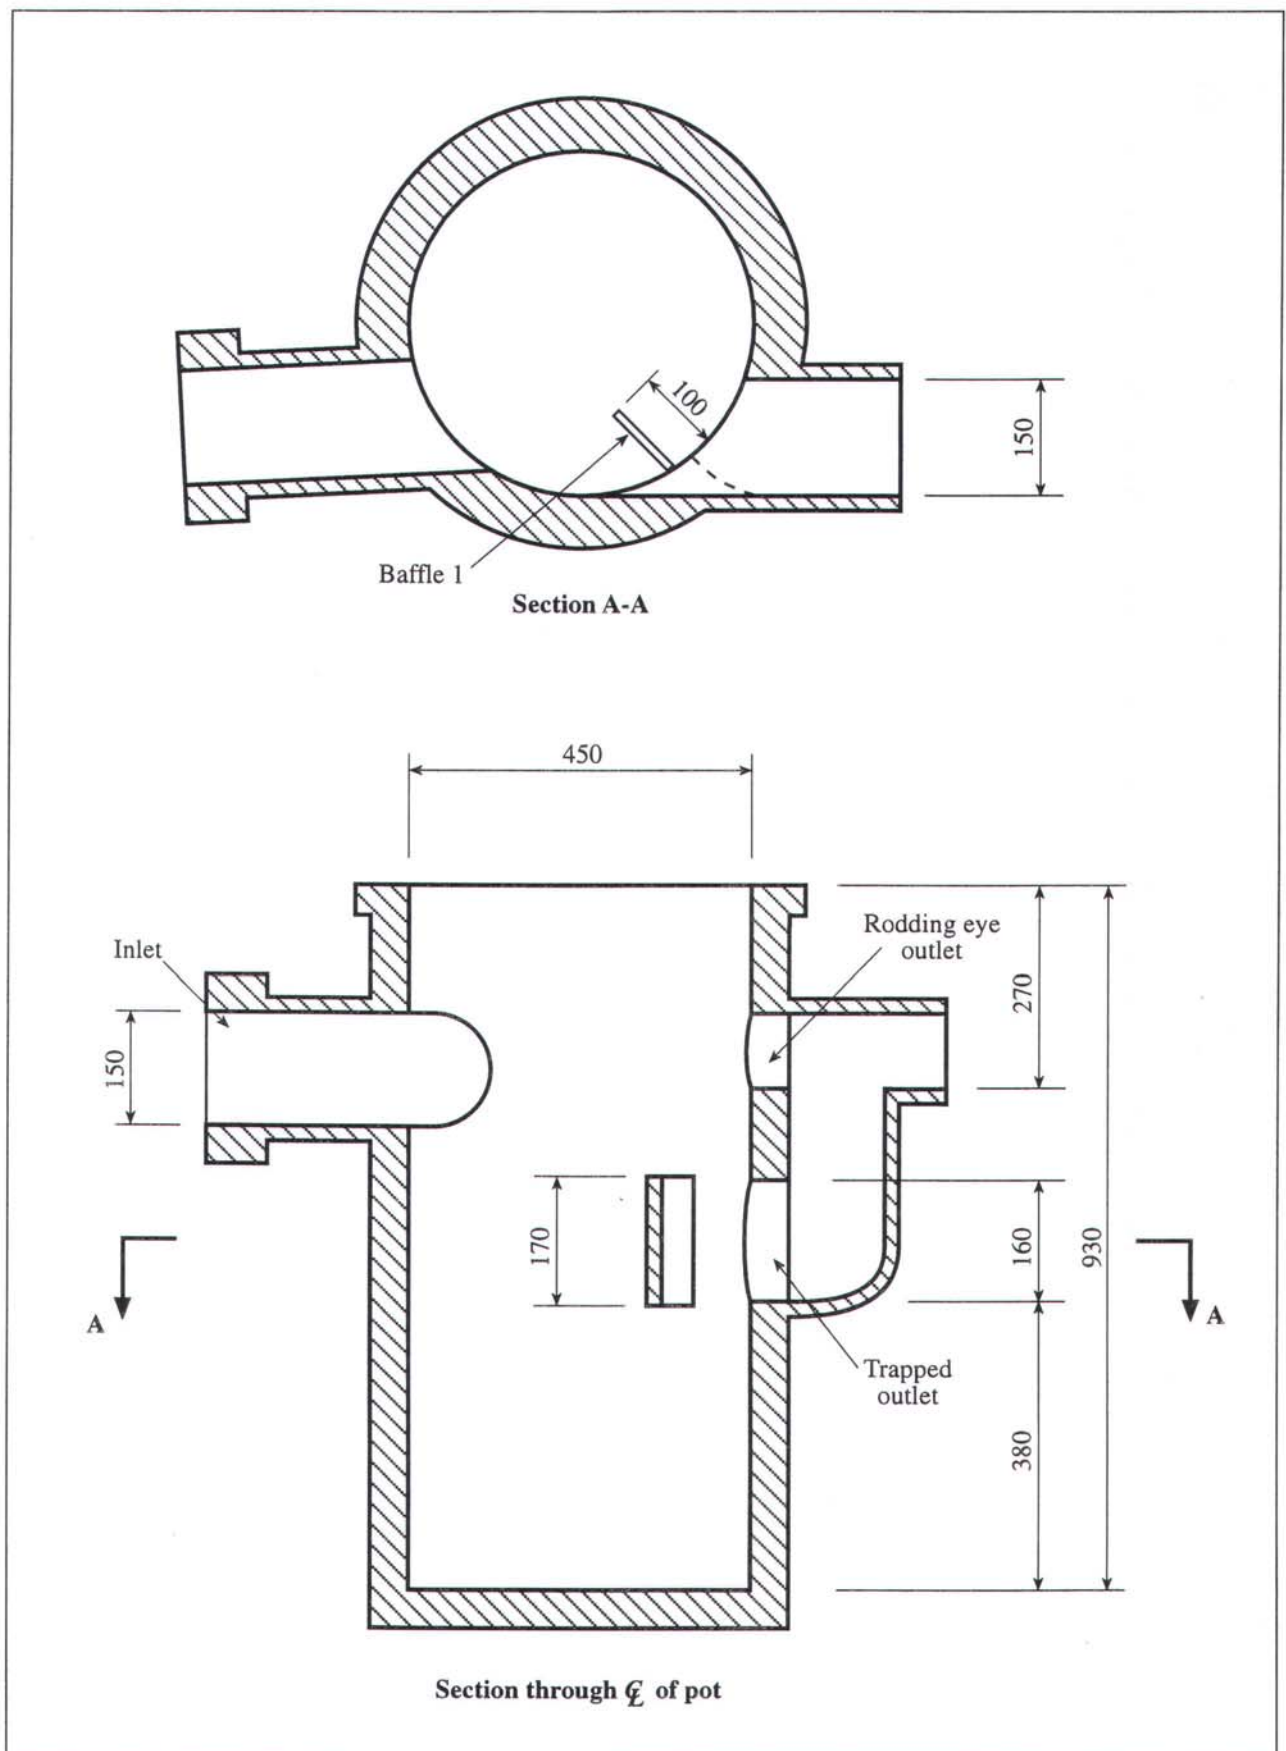 100
150
Baffle 1
Section A-A
450
Inlet
Rodding eye
outlet
270
150
170
160
930
A
A
Trapped
outlet
380
Section through ℄ of pot